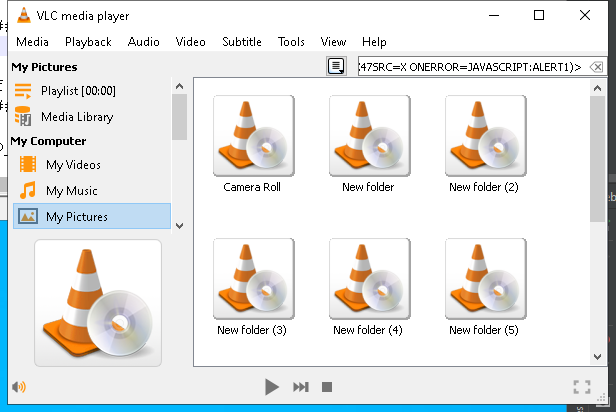 VLC media player
Media Playback Audio Video Subtitle Tools View Help
My Pictures
:47SRC=X ONERROR=JAVASCRIPT:ALERT1)>
Playlist [00:00]
Media Library
My Computer
My Videos
My Music
My Pictures
Camera Roll
New folder
New folder (2)
New folder (3)
New folder (4)
New folder (5)